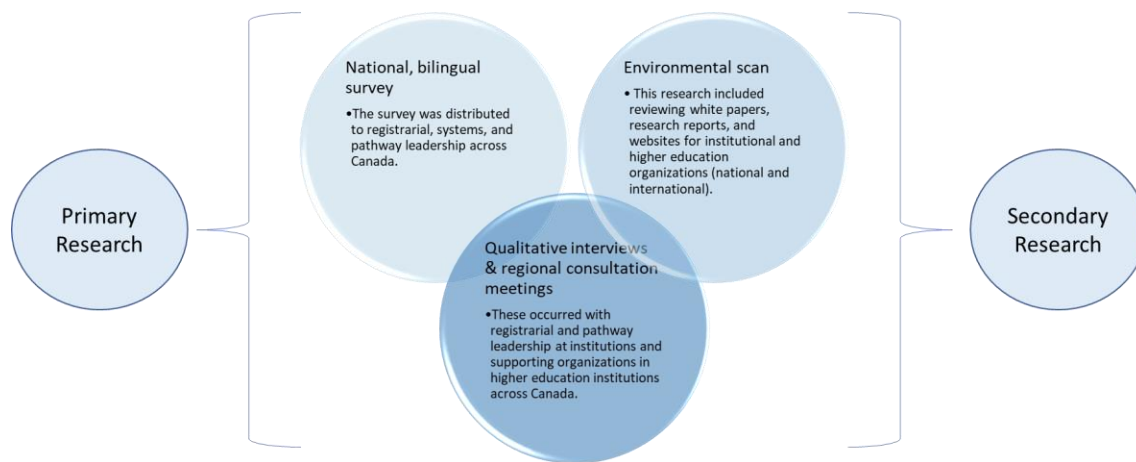 Primary
Research
National, bilingual
survey
•The survey was distributed
to registrarial, systems, and
pathway leadership across
Canada.
Environmental scan
• This research included
reviewing white papers,
research reports, and
websites for institutional and
higher education
organizations (national and
international).
Qualitative interviews
& regional consultation
meetings
•These occurred with
registrarial and pathway
leadership at institutions and
supporting organizations in
higher education institutions
across Canada.
Secondary
Research